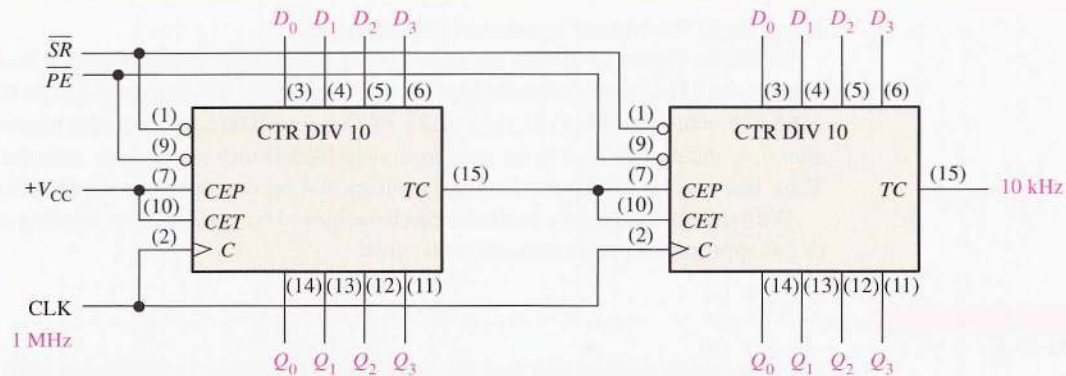 D₀ D₁ D₂ D₃ D₀ D₁ D₂ D₃
S̅R̅
P̅E̅
(3) (4) (5) (6) (3) (4) (5) (6)
(1) CTR DIV 10 (1) CTR DIV 10
(9) (9)
+V_CC (7) CEP TC (15) (7) CEP TC (15) 10 kHz
(10) CET (10) CET
(2) C (2) C
(14) (13) (12) (11) (14) (13) (12) (11)
CLK
1 MHz
Q₀ Q₁ Q₂ Q₃ Q₀ Q₁ Q₂ Q₃